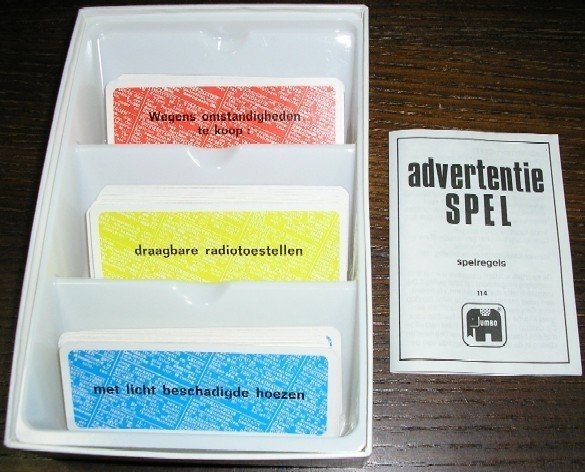 Wegens omstandigheden
te koop:
draagbare radiotoestellen
met licht beschadigde hoezen
advertentie
SPEL
spelregels
114
JUMBO